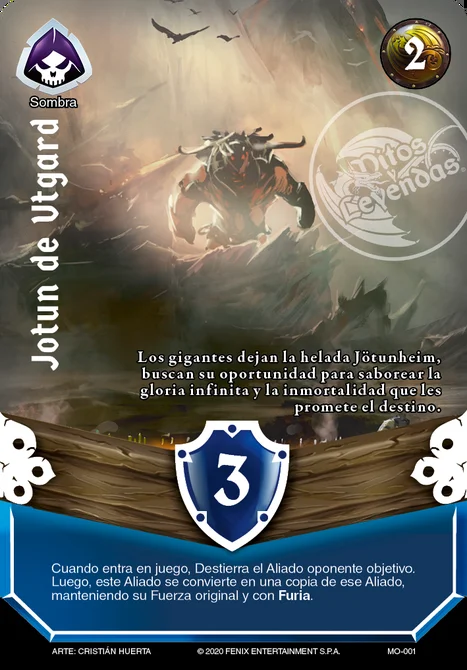 2
Sombra
Jotun de Utgard
Mitos
y
Leyendas
Los gigantes dejan la helada Jötunheim,
buscan su oportunidad para saborear la
gloria infinita y la inmortalidad que les
promete el destino.
3
Cuando entra en juego, Destierra el Aliado oponente objetivo.
Luego, este Aliado se convierte en una copia de ese Aliado,
manteniendo su Fuerza original y con Furia.
ARTE: CRISTIÁN HUERTA
© 2020 FENIX ENTERTAINMENT S.P.A.
MO-001